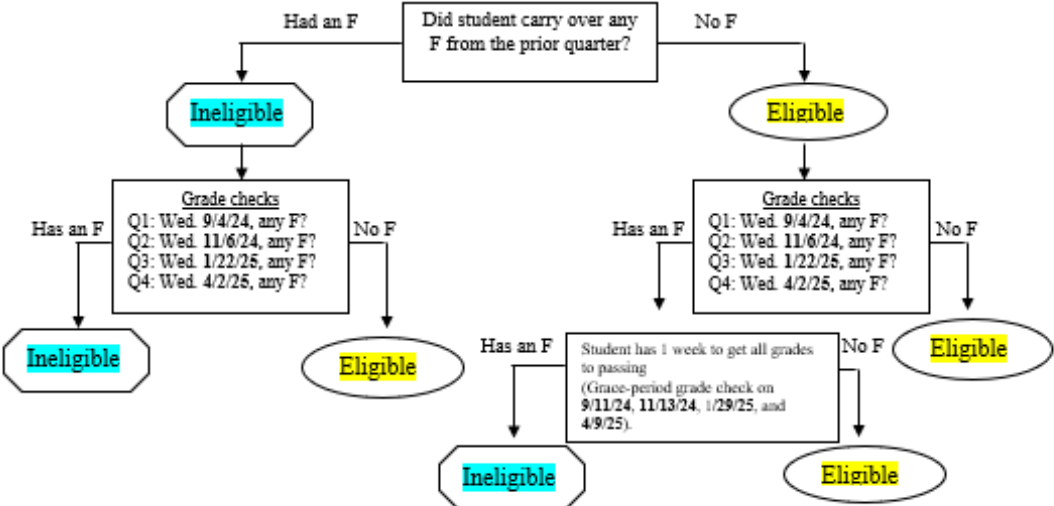 Had an F
Did student carry over any
F from the prior quarter?
No F
Ineligible
Eligible
Grade checks
Q1: Wed. 9/4/24, any F?
Q2: Wed. 11/6/24, any F?
Q3: Wed. 1/22/25, any F?
Q4: Wed. 4/2/25, any F?
Has an F
No F
Grade checks
Q1: Wed. 9/4/24, any F?
Q2: Wed. 11/6/24, any F?
Q3: Wed. 1/22/25, any F?
Q4: Wed. 4/2/25, any F?
Has an F
No F
Ineligible
Eligible
Has an F
Student has 1 week to get all grades
to passing
(Grace-period grade check on
9/11/24, 11/13/24, 1/29/25, and
4/9/25).
No F
Eligible
Ineligible
Eligible